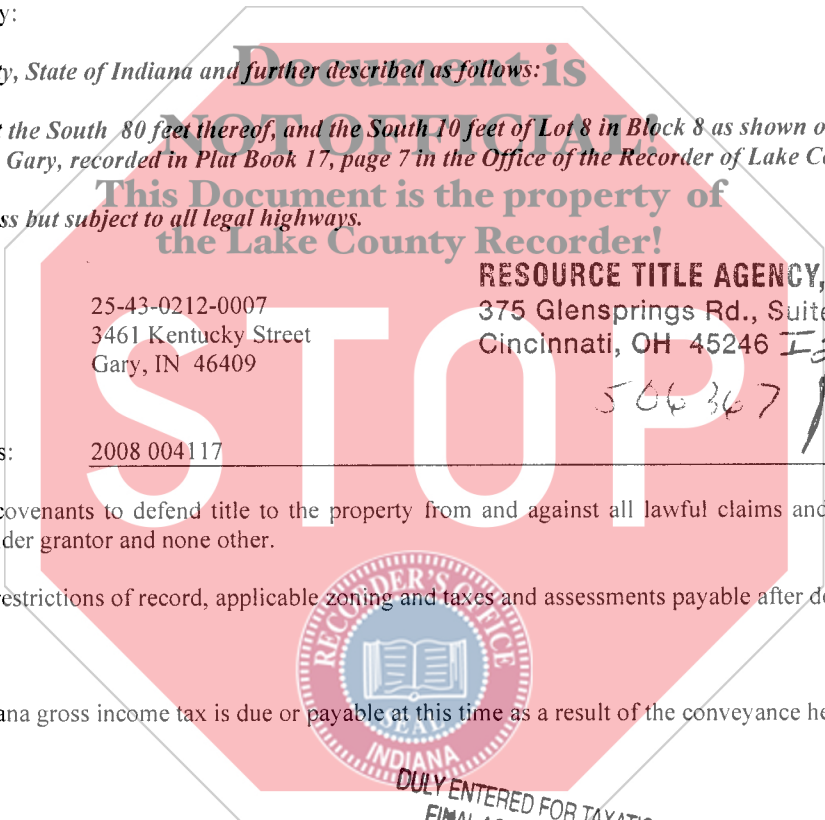 y:
Document is
y, State of Indiana and further described as follows:
t the South 80 feet thereof, and the South 10 feet of Lot 8 in Block 8 as shown o
NOT OFFICIAL!
Gary, recorded in Plat Book 17, page 7 in the Office of the Recorder of Lake Co
This Document is the property of
ss but subject to all legal highways.
the Lake County Recorder!
RESOURCE TITLE AGENCY,
25-43-0212-0007
375 Glensprings Rd., Suite
3461 Kentucky Street
Cincinnati, OH 45246
Gary, IN 46409
506367
STOP
s: 2008 004117
covenants to defend title to the property from and against all lawful claims and
der grantor and none other.
RECORDER'S OFFICE
restrictions of record, applicable zoning and taxes and assessments payable after d
SEAL
ana gross income tax is due or payable at this time as a result of the conveyance he
INDIANA
DULY ENTERED FOR TAXATIO